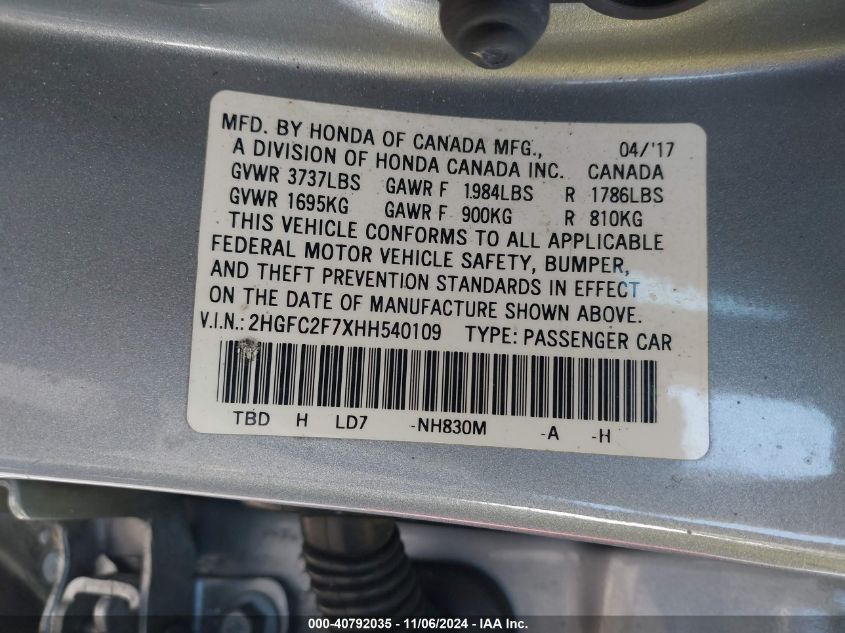 MFD. BY HONDA OF CANADA MFG., 04/'17
A DIVISION OF HONDA CANADA INC. CANADA
GVWR 3737LBS GAWR F 1984LBS R 1786LBS
GVWR 1695KG GAWR F 900KG R 810KG
THIS VEHICLE CONFORMS TO ALL APPLICABLE
FEDERAL MOTOR VEHICLE SAFETY, BUMPER,
AND THEFT PREVENTION STANDARDS IN EFFECT
ON THE DATE OF MANUFACTURE SHOWN ABOVE.
V.I.N.: 2HGFC2F7XHH540109 TYPE: PASSENGER CAR
TBD H LD7 -NH830M -A -H
000-40792035 - 11/06/2024 - IAA Inc.